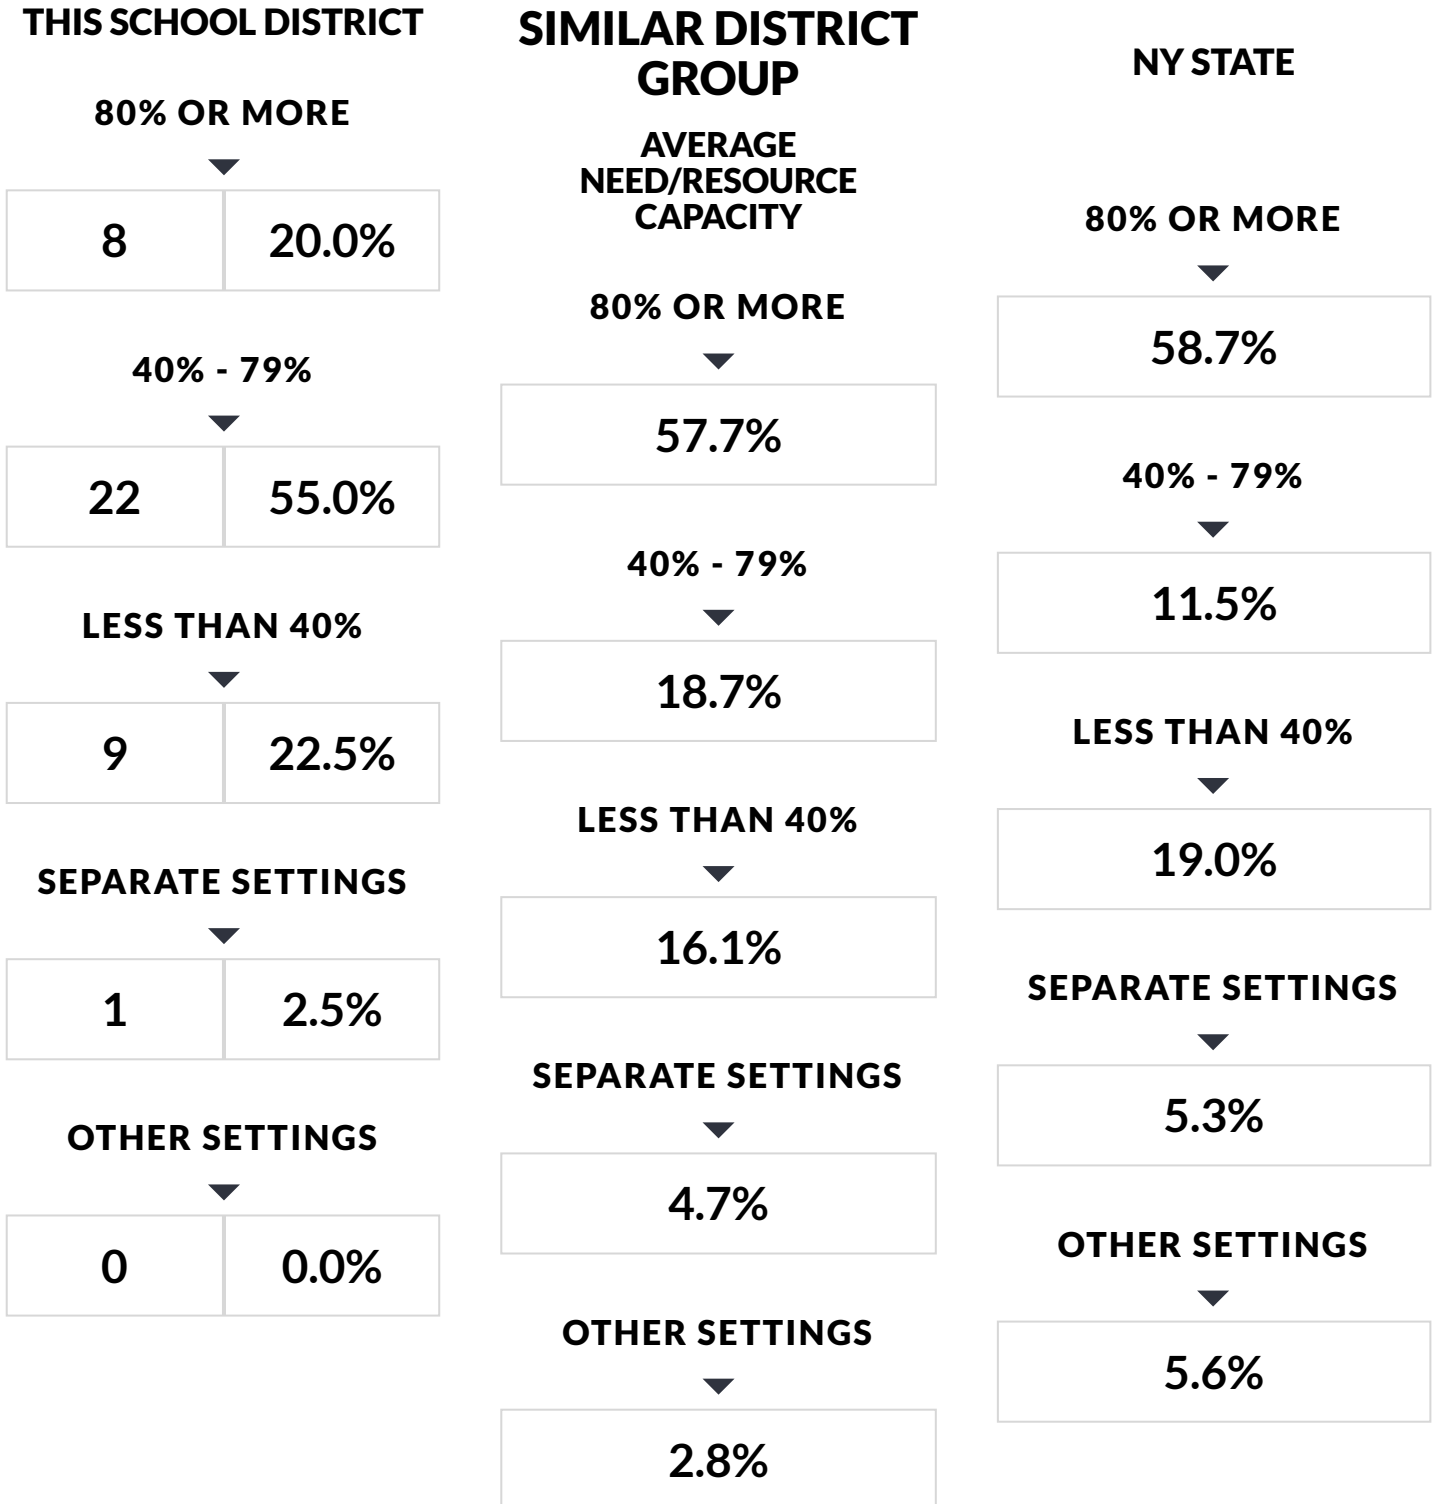 THIS SCHOOL DISTRICT
80% OR MORE
8 20.0%
40% - 79%
22 55.0%
LESS THAN 40%
9 22.5%
SEPARATE SETTINGS
1 2.5%
OTHER SETTINGS
0 0.0%
SIMILAR DISTRICT
GROUP
AVERAGE
NEED/RESOURCE
CAPACITY
80% OR MORE
57.7%
40% - 79%
18.7%
LESS THAN 40%
16.1%
SEPARATE SETTINGS
4.7%
OTHER SETTINGS
2.8%
NY STATE
80% OR MORE
58.7%
40% - 79%
11.5%
LESS THAN 40%
19.0%
SEPARATE SETTINGS
5.3%
OTHER SETTINGS
5.6%